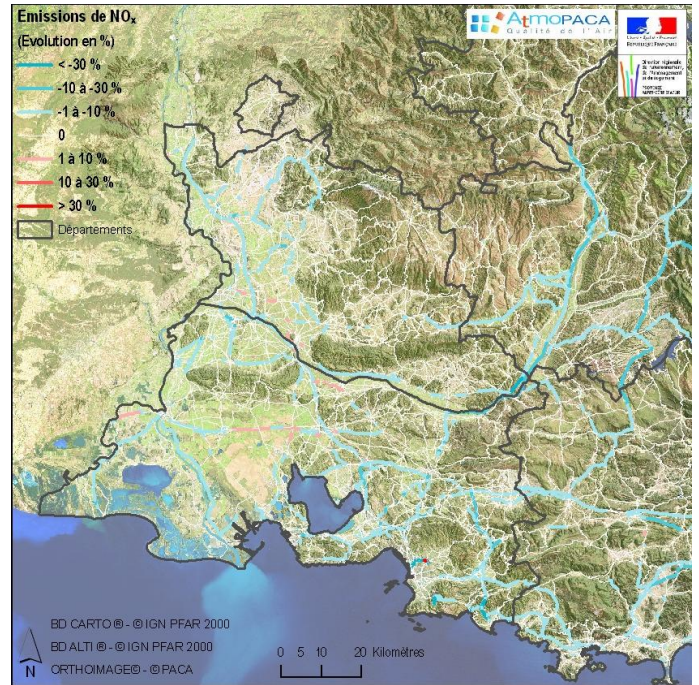 Emissions de NOx
(Evolution en %)
< -30 %
-10 à -30 %
-1 à -10 %
0
1 à 10 %
10 à 30 %
> 30 %
Départements
AtmoPACA
Qualité de l'Air
RÉPUBLIQUE FRANÇAISE
BD CARTO ® - © IGN PFAR 2000
BD ALTI ® - © IGN PFAR 2000
ORTHOIMAGE© - © PACA
N
0 5 10 20 Kilomètres